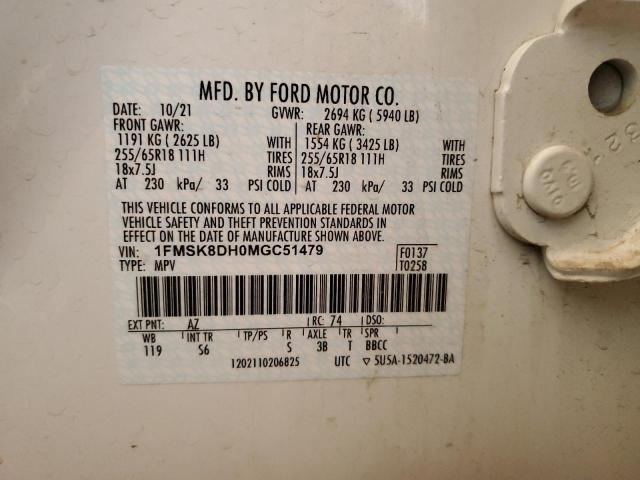 MFD. BY FORD MOTOR CO.
DATE: 10/21 GVWR: 2694 KG ( 5940 LB)
FRONT GAWR: REAR GAWR:
1191 KG ( 2625 LB) WITH 1554 KG ( 3425 LB) WITH
255/65R18 111H TIRES 255/65R18 111H TIRES
18x7.5J RIMS 18x7.5J RIMS
AT 230 kPa/ 33 PSI COLD AT 230 kPa/ 33 PSI COLD
THIS VEHICLE CONFORMS TO ALL APPLICABLE FEDERAL MOTOR
VEHICLE SAFETY AND THEFT PREVENTION STANDARDS IN
EFFECT ON THE DATE OF MANUFACTURE SHOWN ABOVE.
VIN: 1FMSK8DH0MGC51479 F0137
TYPE: MPV T0258
EXT PNT: AZ RC: 74 DSO:
WB INT TR TP/PS R AXLE TR SPR
119 S6 S 3B T BBCC
1202110206825 UTC ▽ 5U5A-1520472-BA